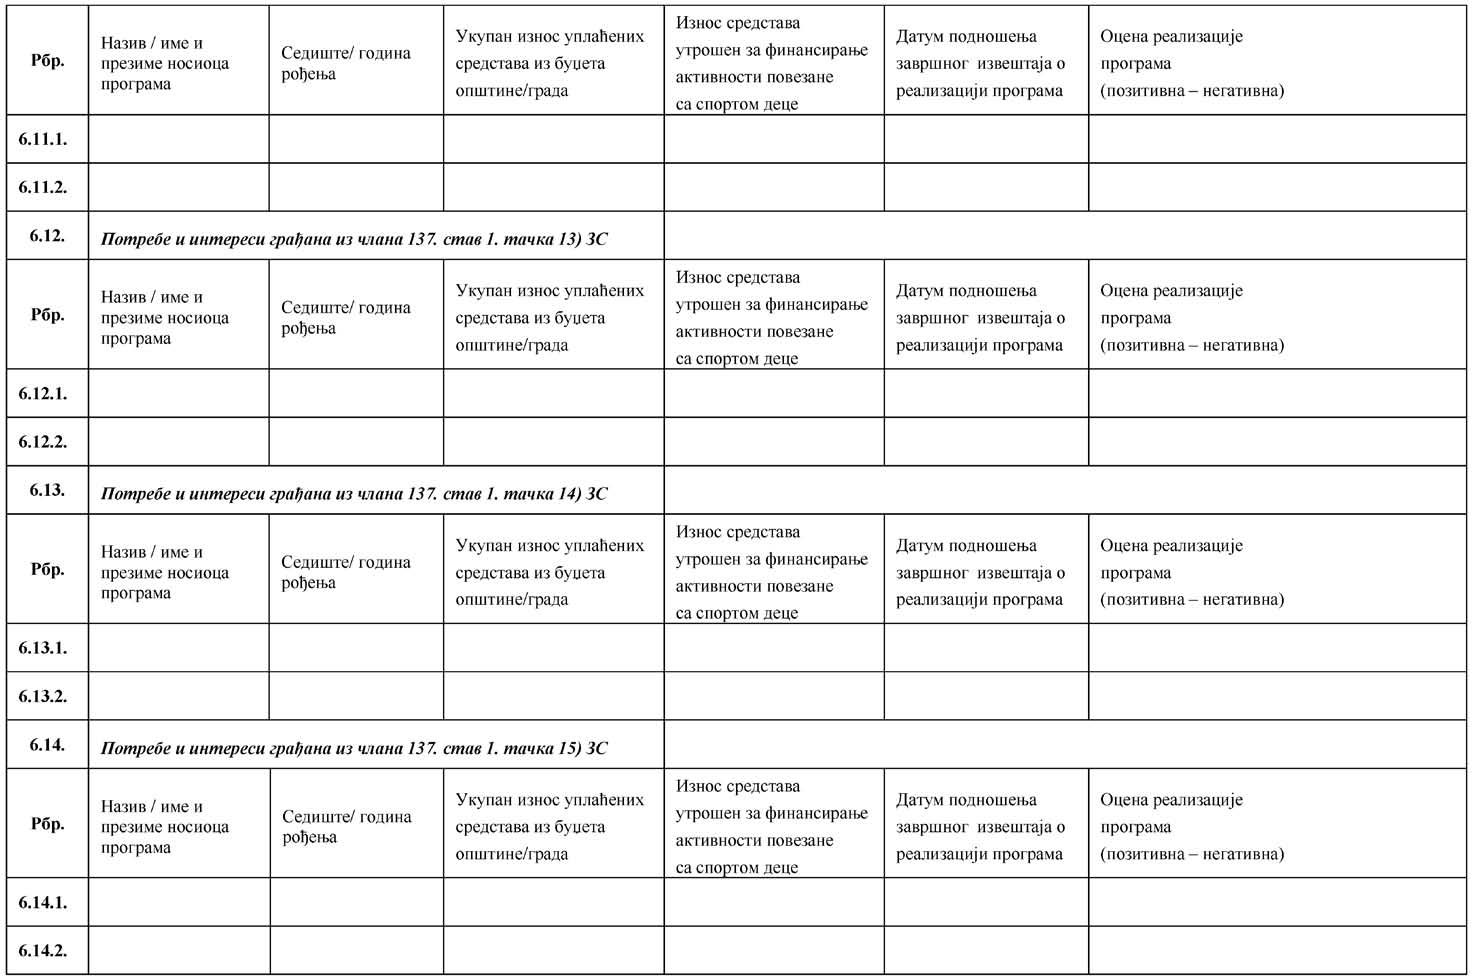 Рбр.
Назив / име и
презиме носиоца
програма
Седиште/ година
рођења
Укупан износ уплаћених
средстава из буџета
општине/града
Износ средстава
утрошен за финансирање
активности повезане
са спортом деце
Датум подношења
завршног извештаја о
реализацији програма
Оцена реализације
програма
(позитивна – негативна)
6.11.1.
6.11.2.
6.12.
Потребе и интереси грађана из члана 137. став 1. тачка 13) ЗС
Рбр.
Назив / име и
презиме носиоца
програма
Седиште/ година
рођења
Укупан износ уплаћених
средстава из буџета
општине/града
Износ средстава
утрошен за финансирање
активности повезане
са спортом деце
Датум подношења
завршног извештаја о
реализацији програма
Оцена реализације
програма
(позитивна – негативна)
6.12.1.
6.12.2.
6.13.
Потребе и интереси грађана из члана 137. став 1. тачка 14) ЗС
Рбр.
Назив / име и
презиме носиоца
програма
Седиште/ година
рођења
Укупан износ уплаћених
средстава из буџета
општине/града
Износ средстава
утрошен за финансирање
активности повезане
са спортом деце
Датум подношења
завршног извештаја о
реализацији програма
Оцена реализације
програма
(позитивна – негативна)
6.13.1.
6.13.2.
6.14.
Потребе и интереси грађана из члана 137. став 1. тачка 15) ЗС
Рбр.
Назив / име и
презиме носиоца
програма
Седиште/ година
рођења
Укупан износ уплаћених
средстава из буџета
општине/града
Износ средстава
утрошен за финансирање
активности повезане
са спортом деце
Датум подношења
завршног извештаја о
реализацији програма
Оцена реализације
програма
(позитивна – негативна)
6.14.1.
6.14.2.